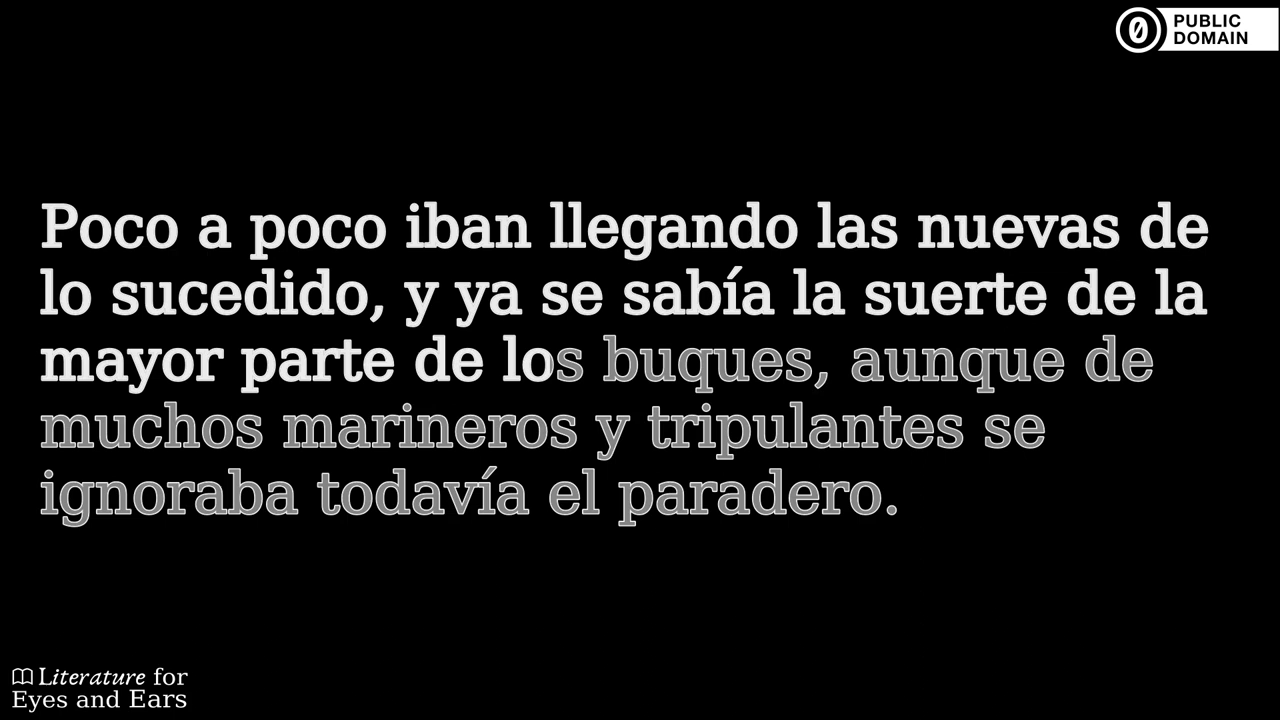 PUBLIC
DOMAIN
Poco a poco iban llegando las nuevas de
lo sucedido, y ya se sabía la suerte de la
mayor parte de los buques, aunque de
muchos marineros y tripulantes se
ignoraba todavía el paradero.
Literature for
Eyes and Ears